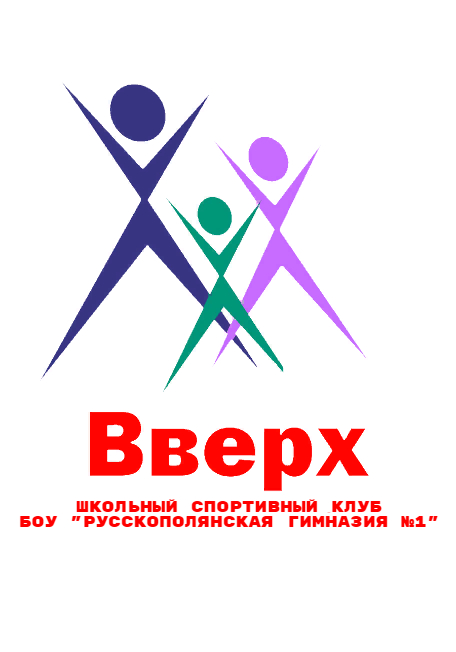 Вверх
ШКОЛЬНЫЙ СПОРТИВНЫЙ КЛУБ
БОУ "РУССКОПОЛЯНСКАЯ ГИМНАЗИЯ №1"